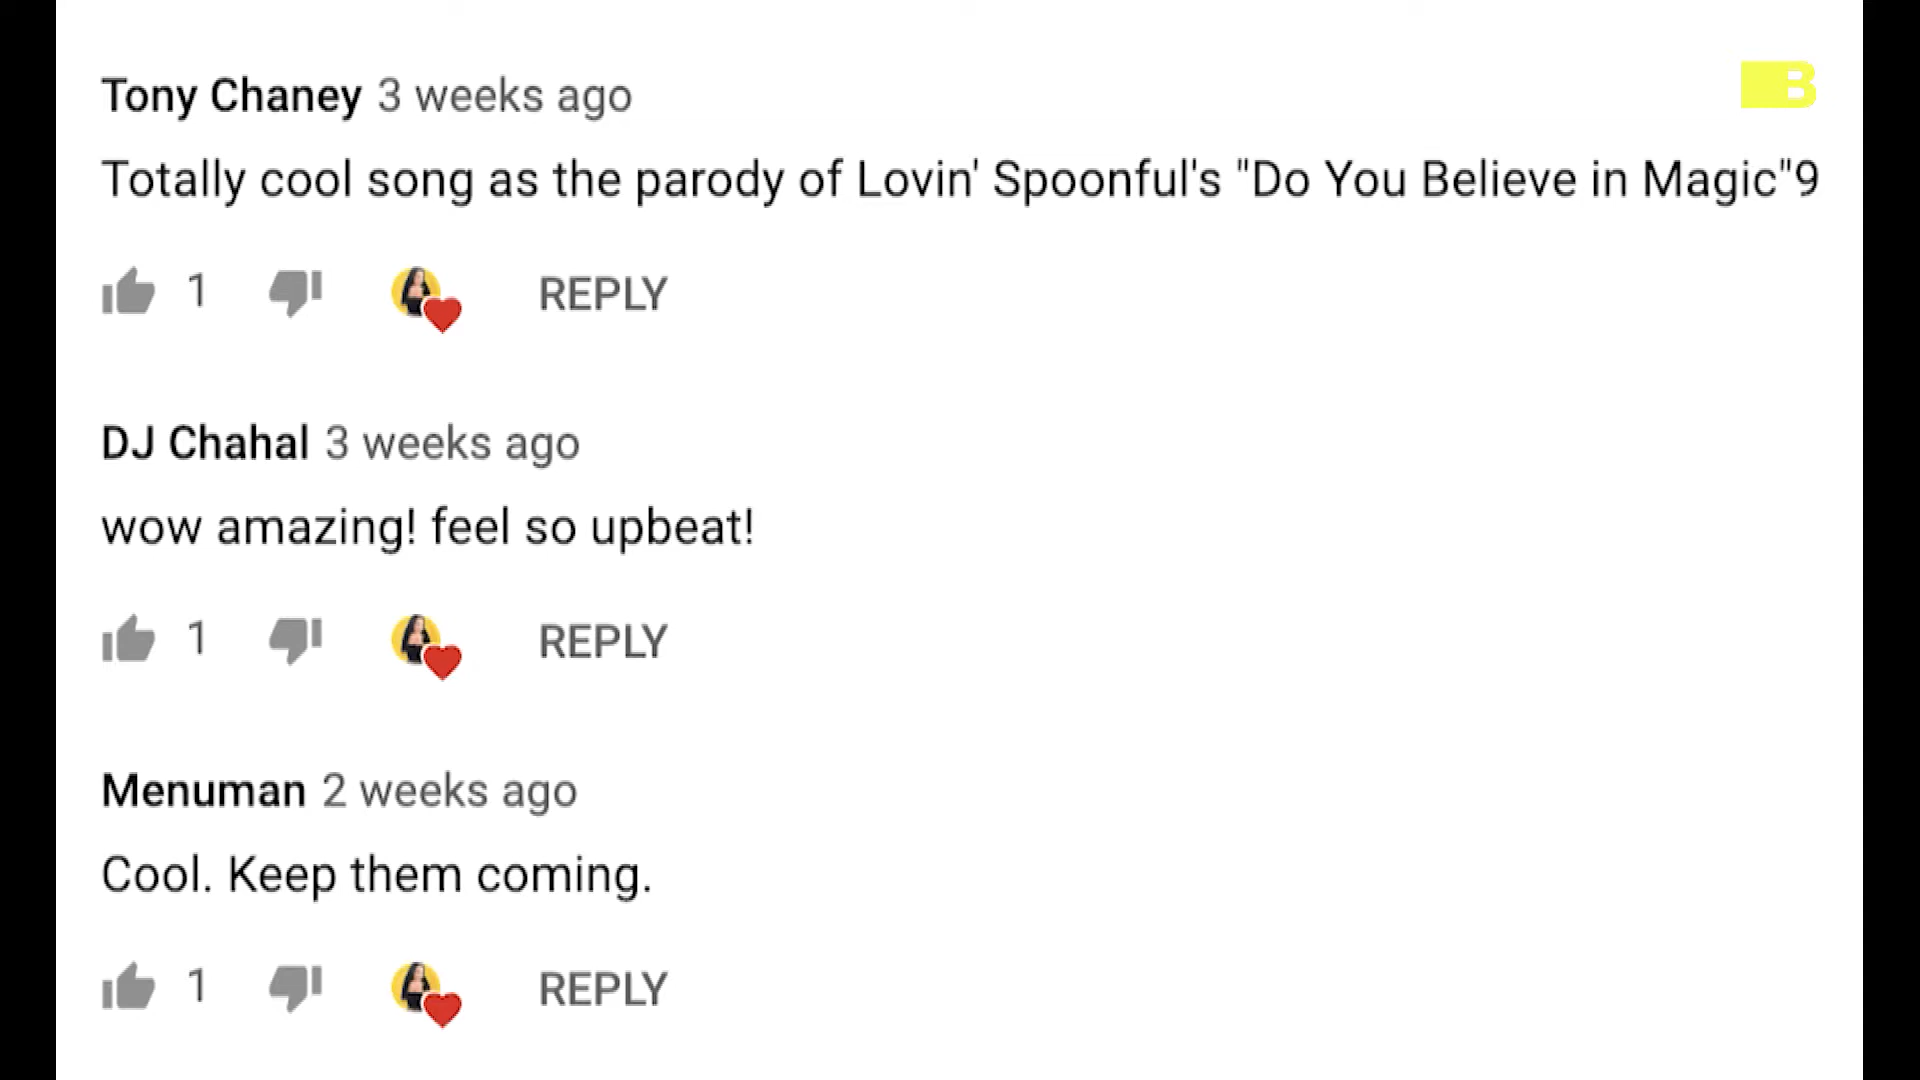 B
Tony Chaney 3 weeks ago
Totally cool song as the parody of Lovin' Spoonful's "Do You Believe in Magic"9
1 REPLY
DJ Chahal 3 weeks ago
wow amazing! feel so upbeat!
1 REPLY
Menuman 2 weeks ago
Cool. Keep them coming.
1 REPLY